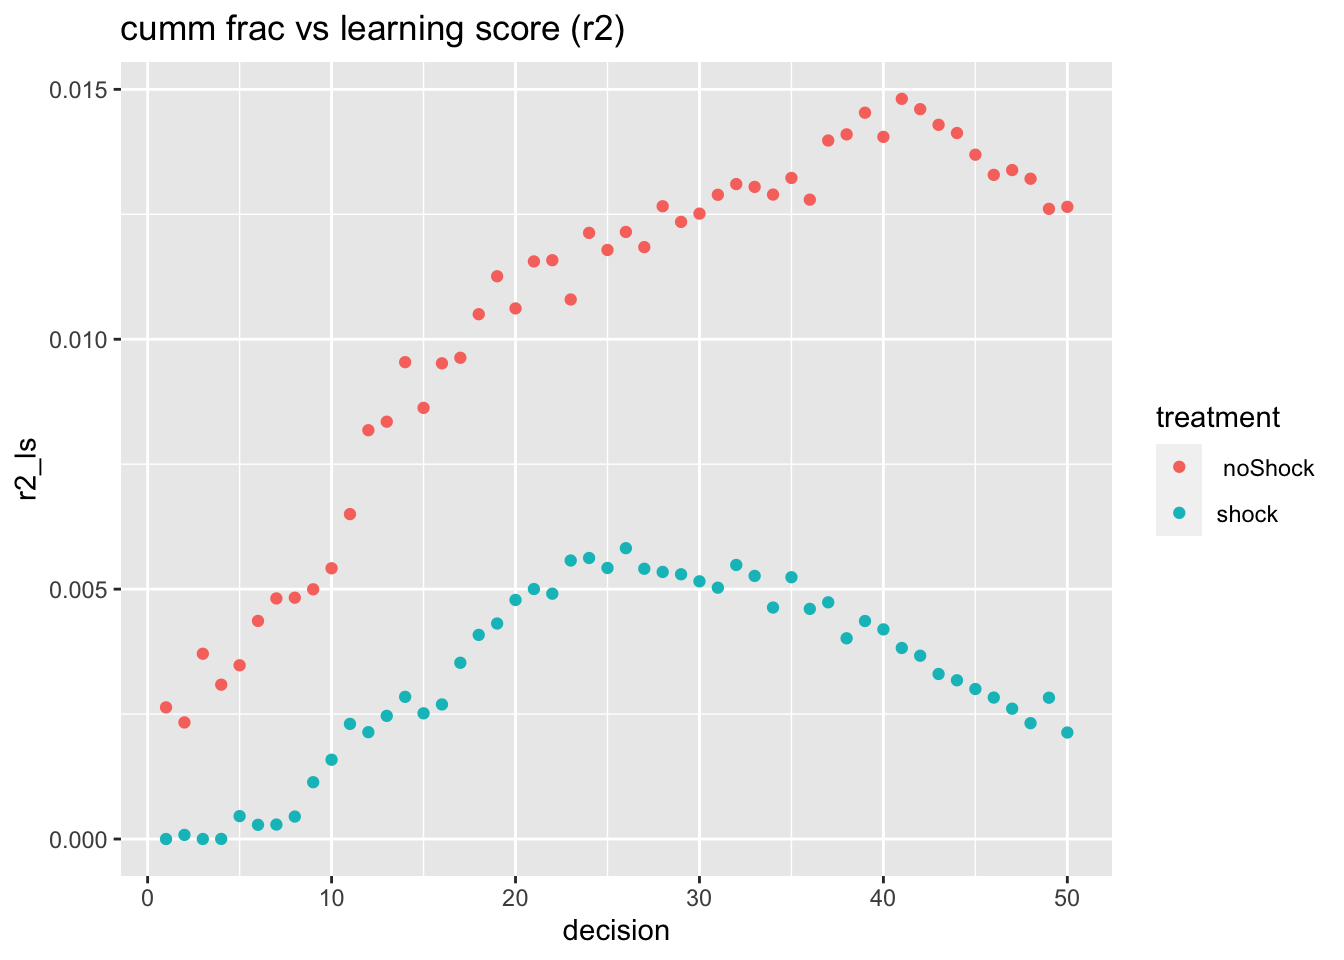 cumm frac vs learning score (r2)
0.015
0.010
0.005
0.000
r2_ls
0 10 20 30 40 50
decision
treatment
noShock
shock